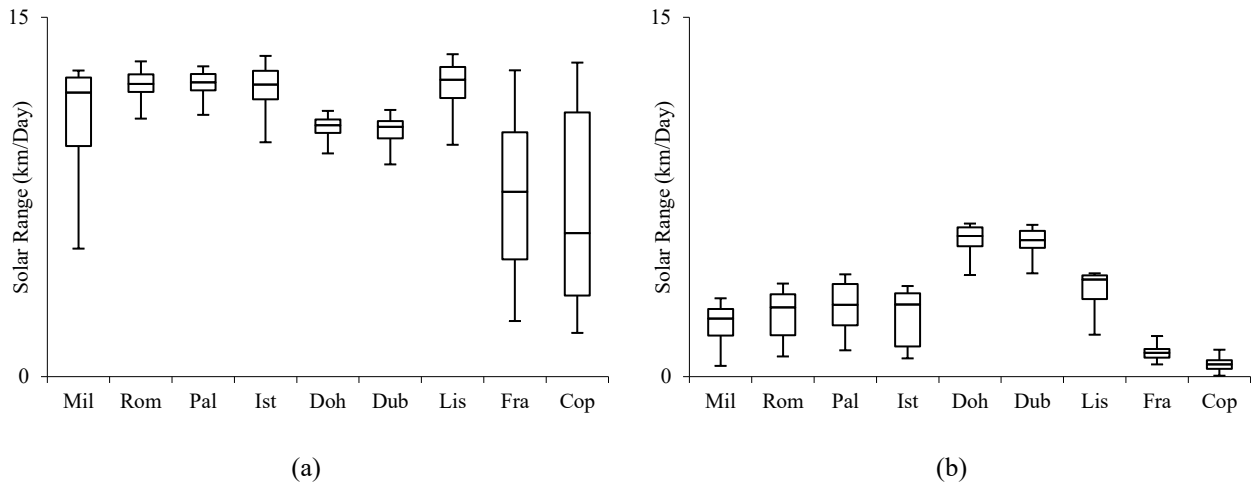 15
Solar Range (km/Day)
0
Mil Rom Pal Ist Doh Dub Lis Fra Cop
(a)
15
Solar Range (km/Day)
0
Mil Rom Pal Ist Doh Dub Lis Fra Cop
(b)